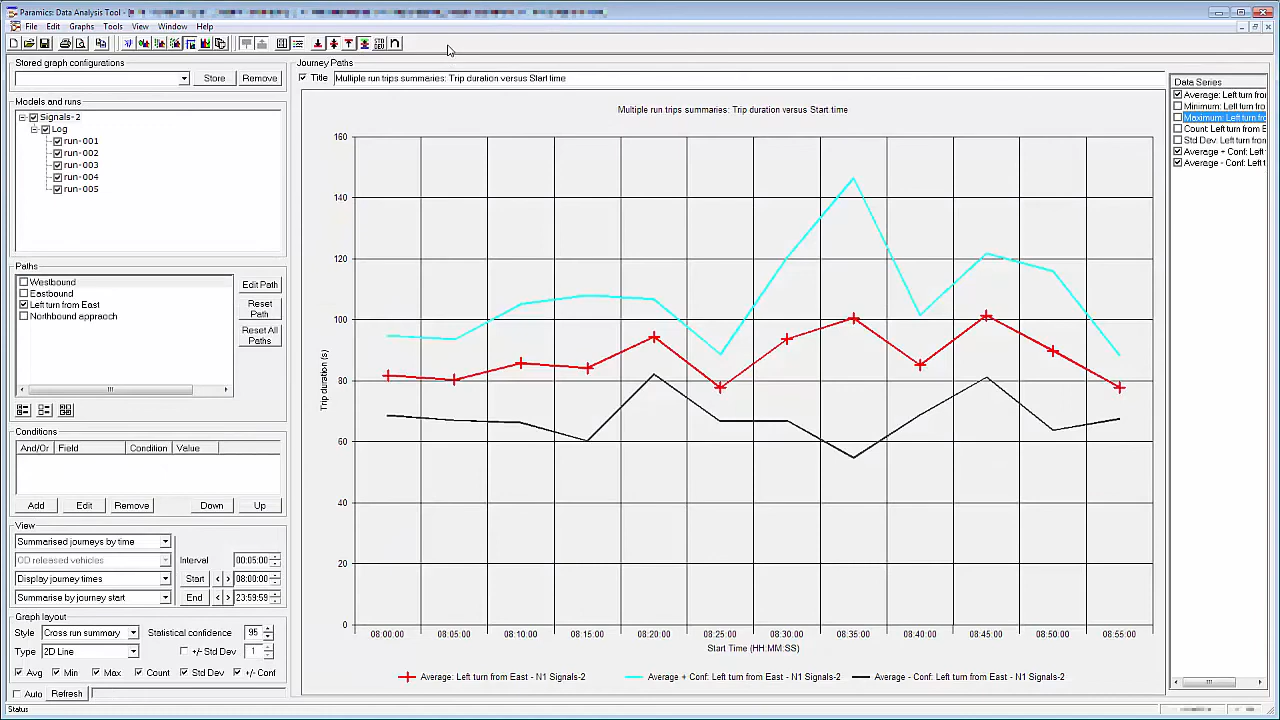 Paramics: Data Analysis Tool - [
File Edit Graphs Tools View Window Help
Stored graph configurations
Store Remove
Models and runs
Signals-2
Log
run-001
run-002
run-003
run-004
run-005
Paths
Westbound
Eastbound
Left turn from East
Northbound approach
Edit Path
Reset
Path
Reset All
Paths
Conditions
And/Or Field Condition Value
Add Edit Remove Down Up
View
Summarised journeys by time
OD released vehicles Interval 00:05:00
Display journey times Start < > 08:00:00
Summarise by journey start End < > 23:59:59
Graph layout
Style Cross run summary Statistical confidence 95
Type 2D Line +/- Std Dev 1
Avg Min Max Count Std Dev +/- Conf
Auto Refresh
Status
Journey Paths
Title Multiple run trips summaries: Trip duration versus Start time
Multiple run trips summaries: Trip duration versus Start time
160
140
120
100
80
60
40
20
0
Trip duration (s)
08:00:00 08:05:00 08:10:00 08:15:00 08:20:00 08:25:00 08:30:00 08:35:00 08:40:00 08:45:00 08:50:00 08:55:00
Start Time (HH:MM:SS)
Average: Left turn from East - N1 Signals-2 Average + Conf: Left turn from East - N1 Signals-2 Average - Conf: Left turn from East - N1 Signals-2
Data Series
Average: Left turn fro
Minimum: Left turn fro
Maximum: Left turn fro
Count: Left turn from E
Std Dev: Left turn from
Average + Conf: Left
Average - Conf: Left t